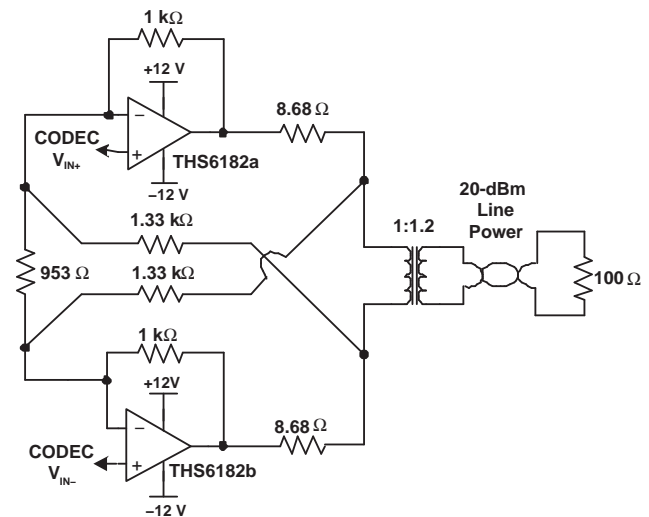 1 kΩ
+12 V
8.68 Ω
CODEC
VIN+
THS6182a
−12 V
20-dBm
Line
Power
1:1.2
1.33 kΩ
953 Ω
1.33 kΩ
100 Ω
1 kΩ
+12V
8.68 Ω
CODEC
VIN−
THS6182b
−12 V